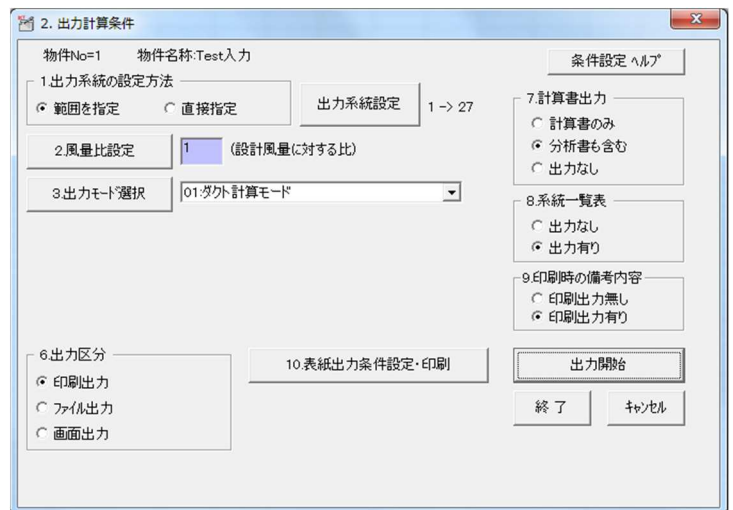 2. 出力計算条件
物件No=1 物件名称:Test入力
条件設定 ヘルプ
1.出力系統の設定方法
範囲を指定 直接指定
出力系統設定 1 -> 27
2.風量比設定 1 (設計風量に対する比)
3.出力モード選択 01:ダクト計算モード
7.計算書出力
計算書のみ
分析書も含む
出力なし
8.系統一覧表
出力なし
出力有り
9.印刷時の備考内容
印刷出力無し
印刷出力有り
6.出力区分
印刷出力
ファイル出力
画面出力
10.表紙出力条件設定・印刷
出力開始
終 了 キャンセル